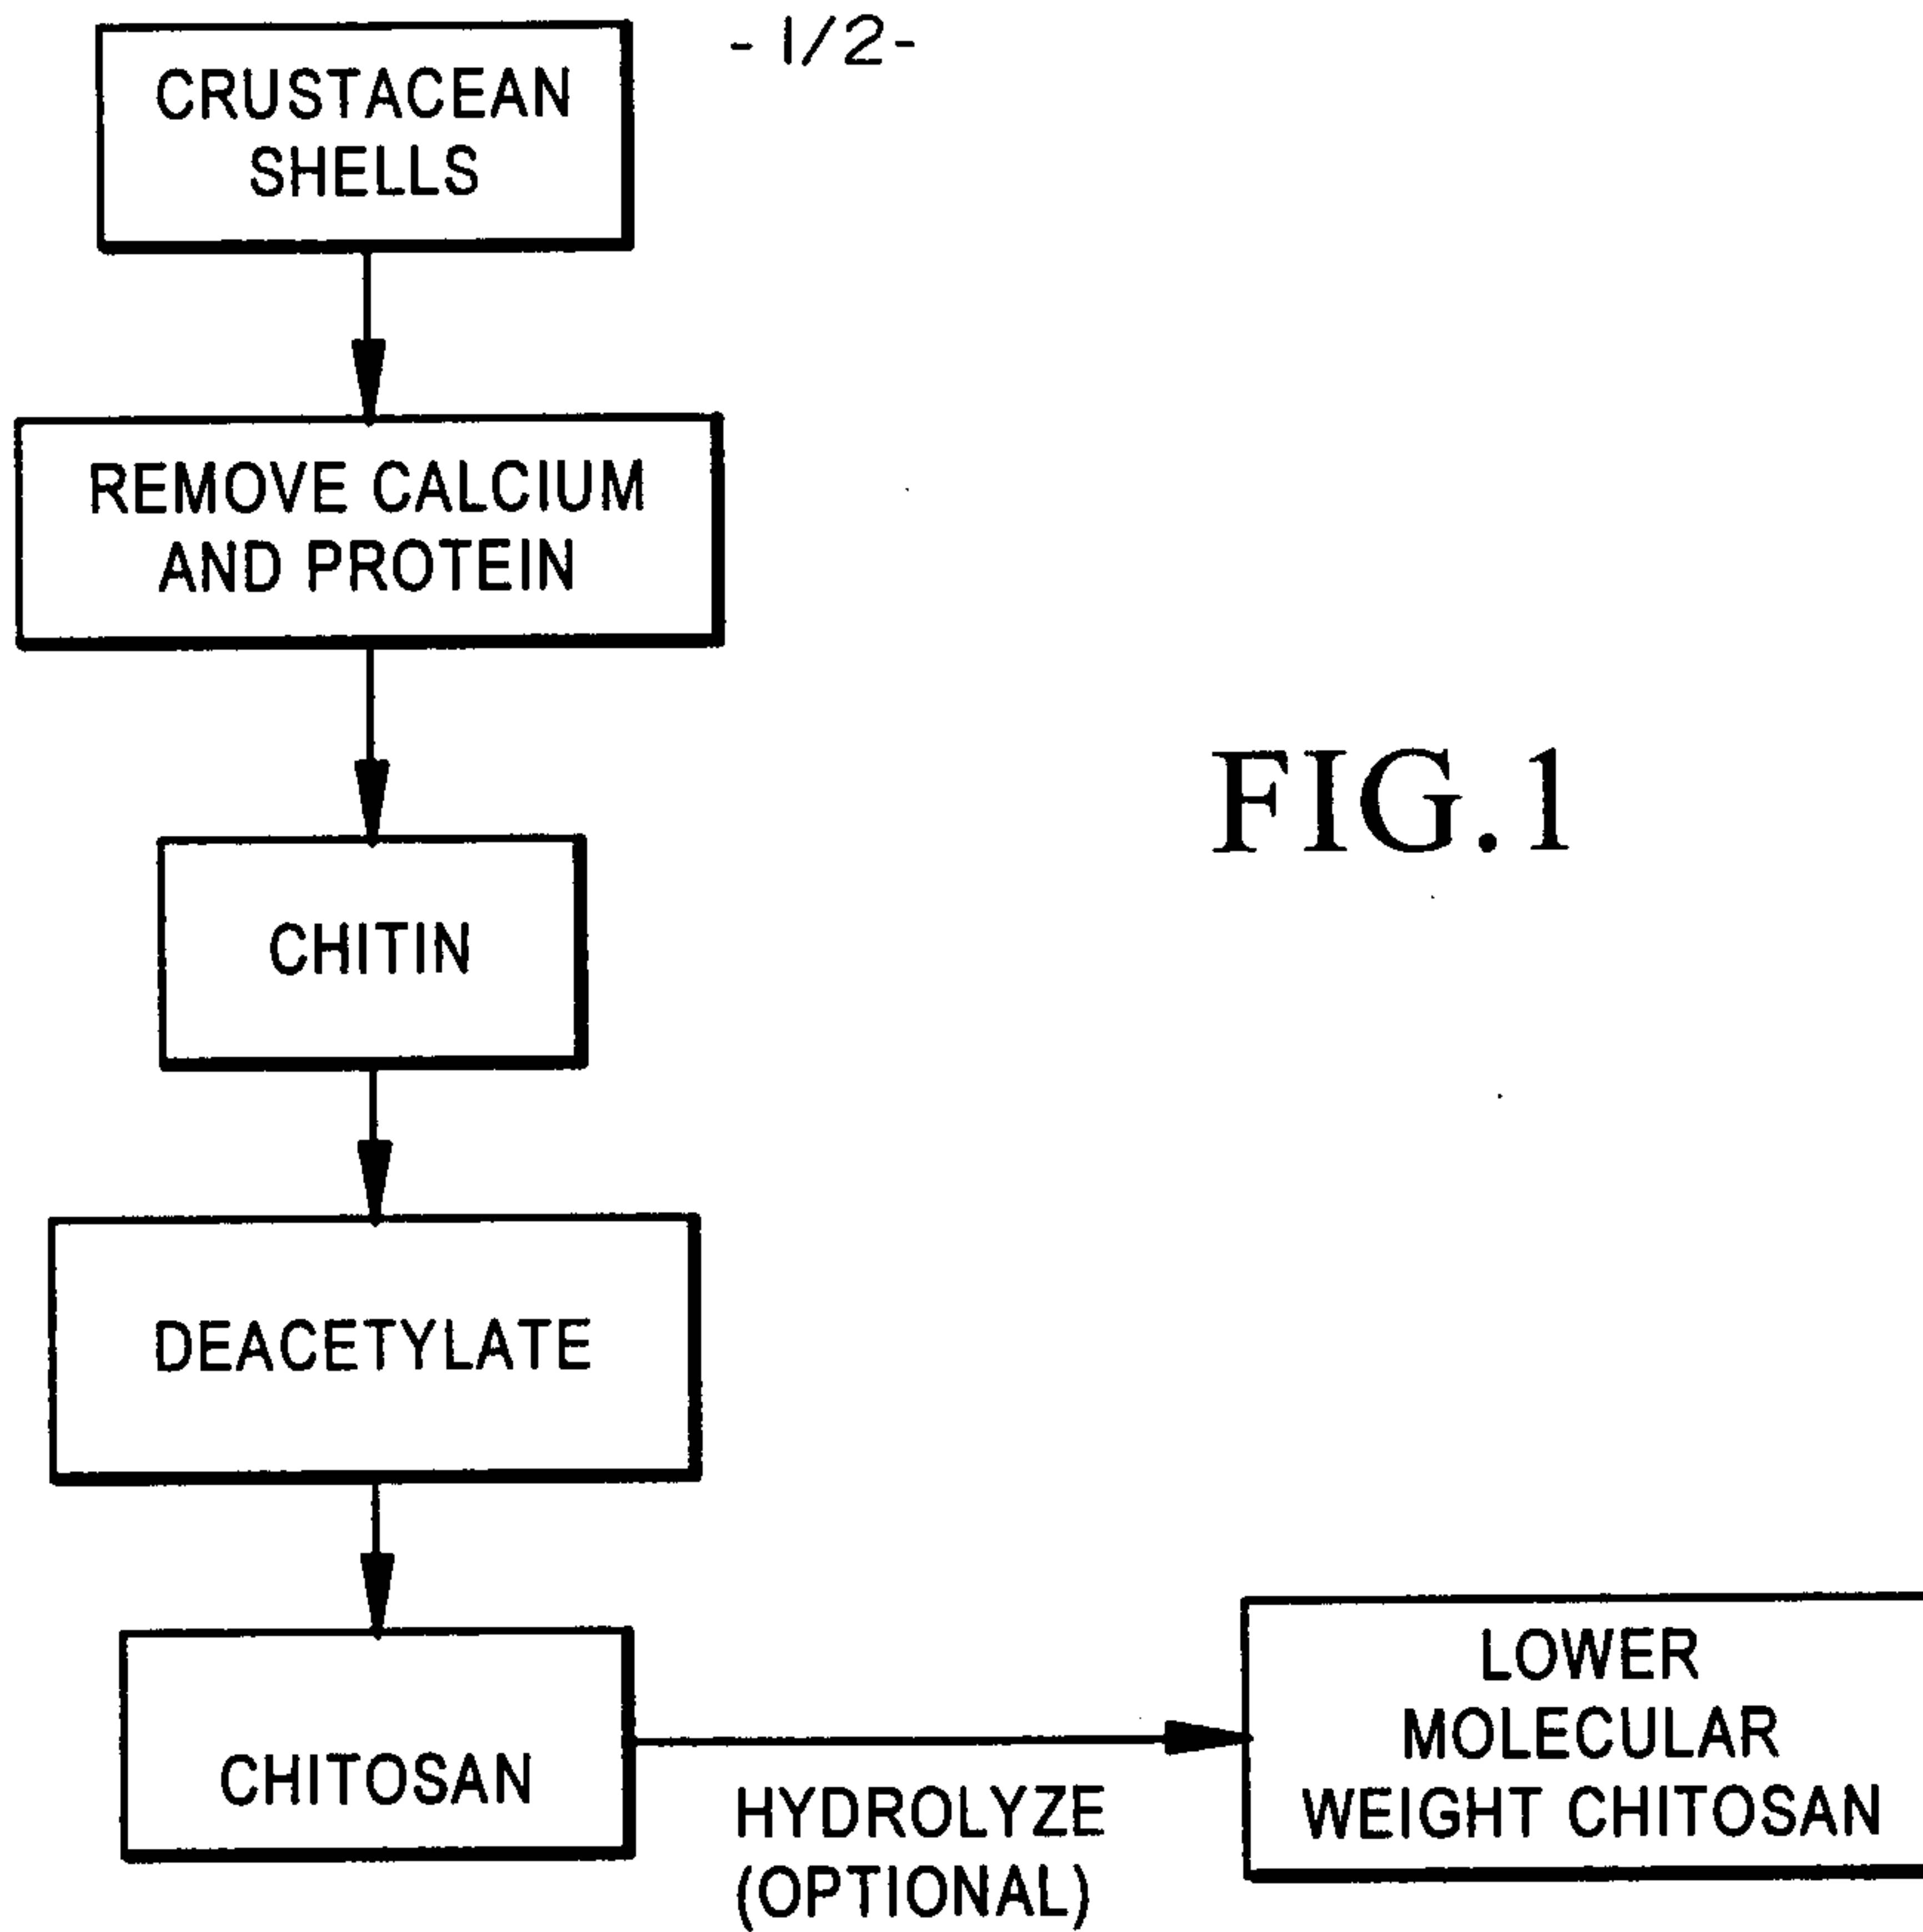 -1/2-
CRUSTACEAN
SHELLS
REMOVE CALCIUM
AND PROTEIN
FIG.1
CHITIN
DEACETYLATE
CHITOSAN
HYDROLYZE
(OPTIONAL)
LOWER
MOLECULAR
WEIGHT CHITOSAN